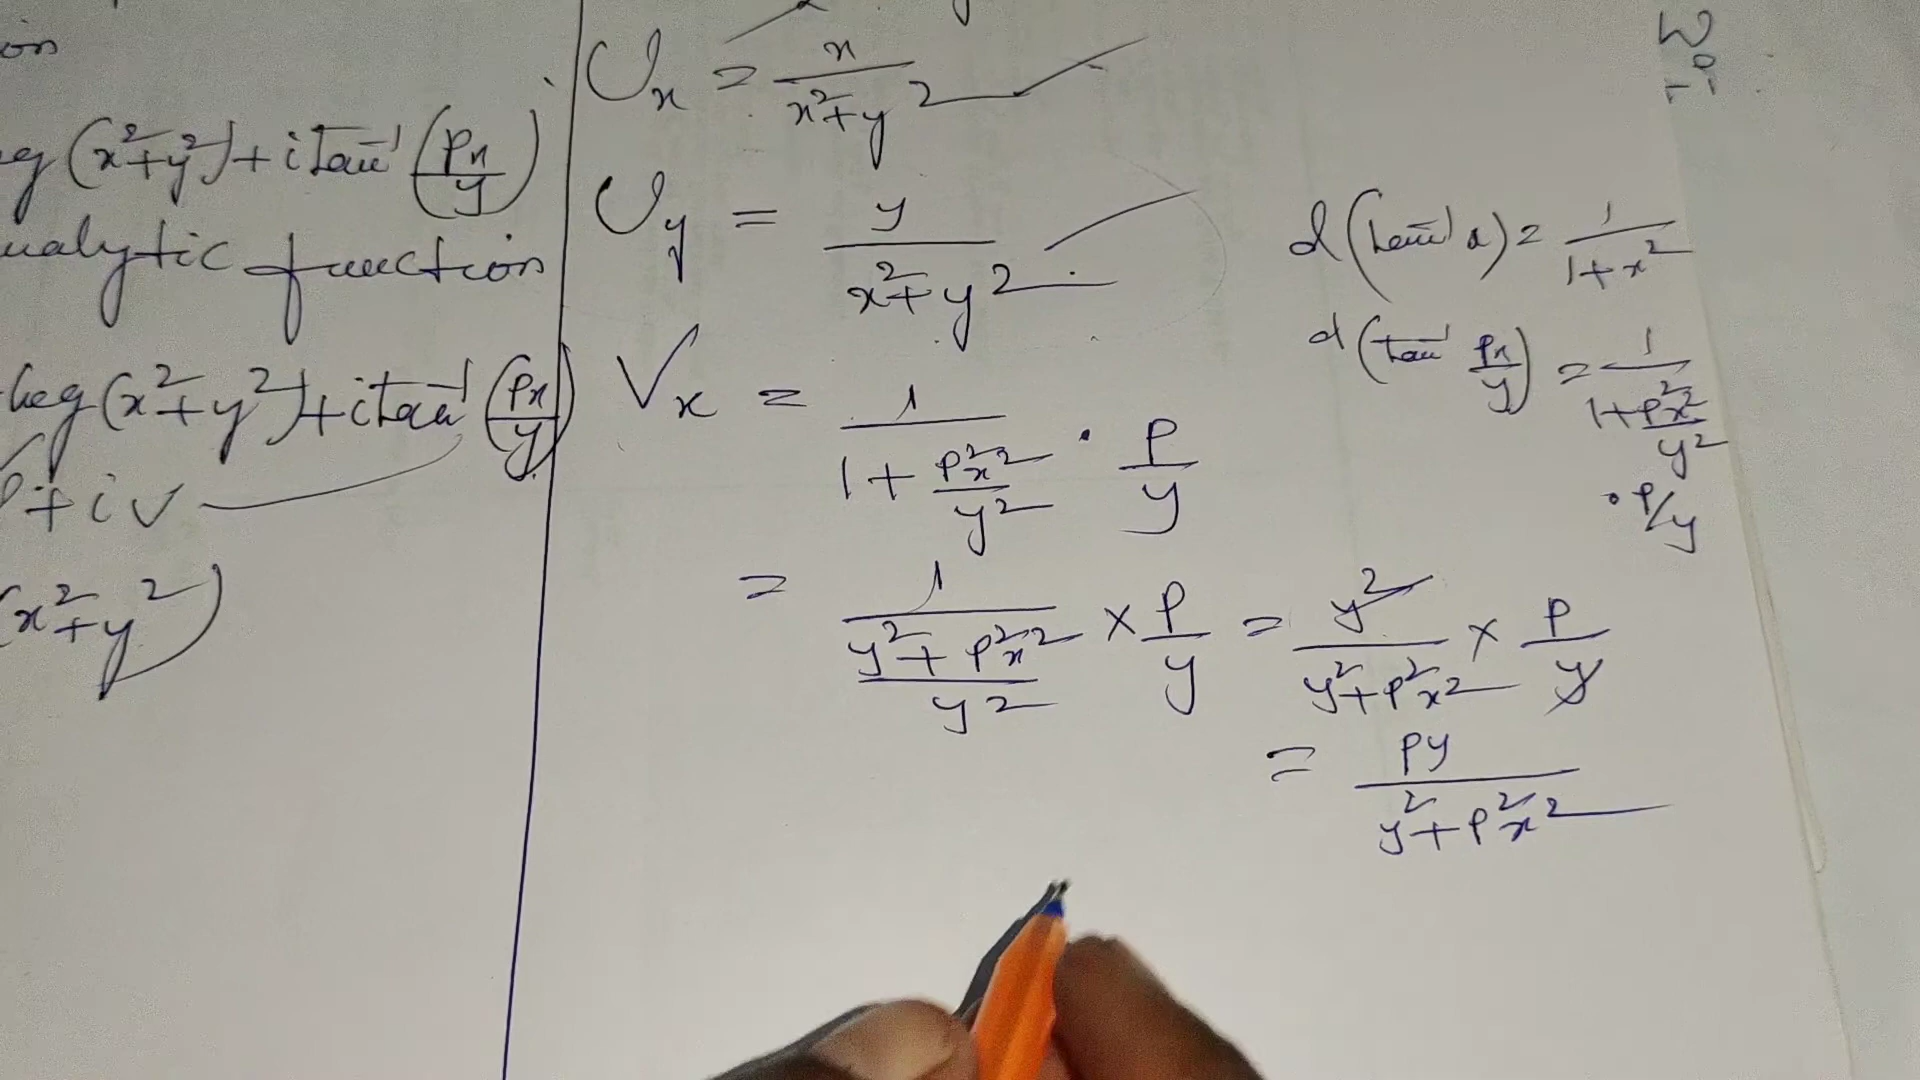 on
eg (x²+y²) + i tan⁻¹ (px/y)
nalytic function
log (x²+y²) + i tan⁻¹ (px/y)
+ i v
(x²+y²)
Ux = x/(x²+y²)
Uy = y/(x²+y²)
Vx = 1/(1 + p²x²/y²) · p/y
= 1/((y² + p²x²)/y²) × p/y = y²/(y² + p²x²) × p/y
= py/(y² + p²x²)
d (tan⁻¹ x) = 1/(1+x²)
d (tan⁻¹ px/y) = 1/(1 + p²x²/y²)
· p/y